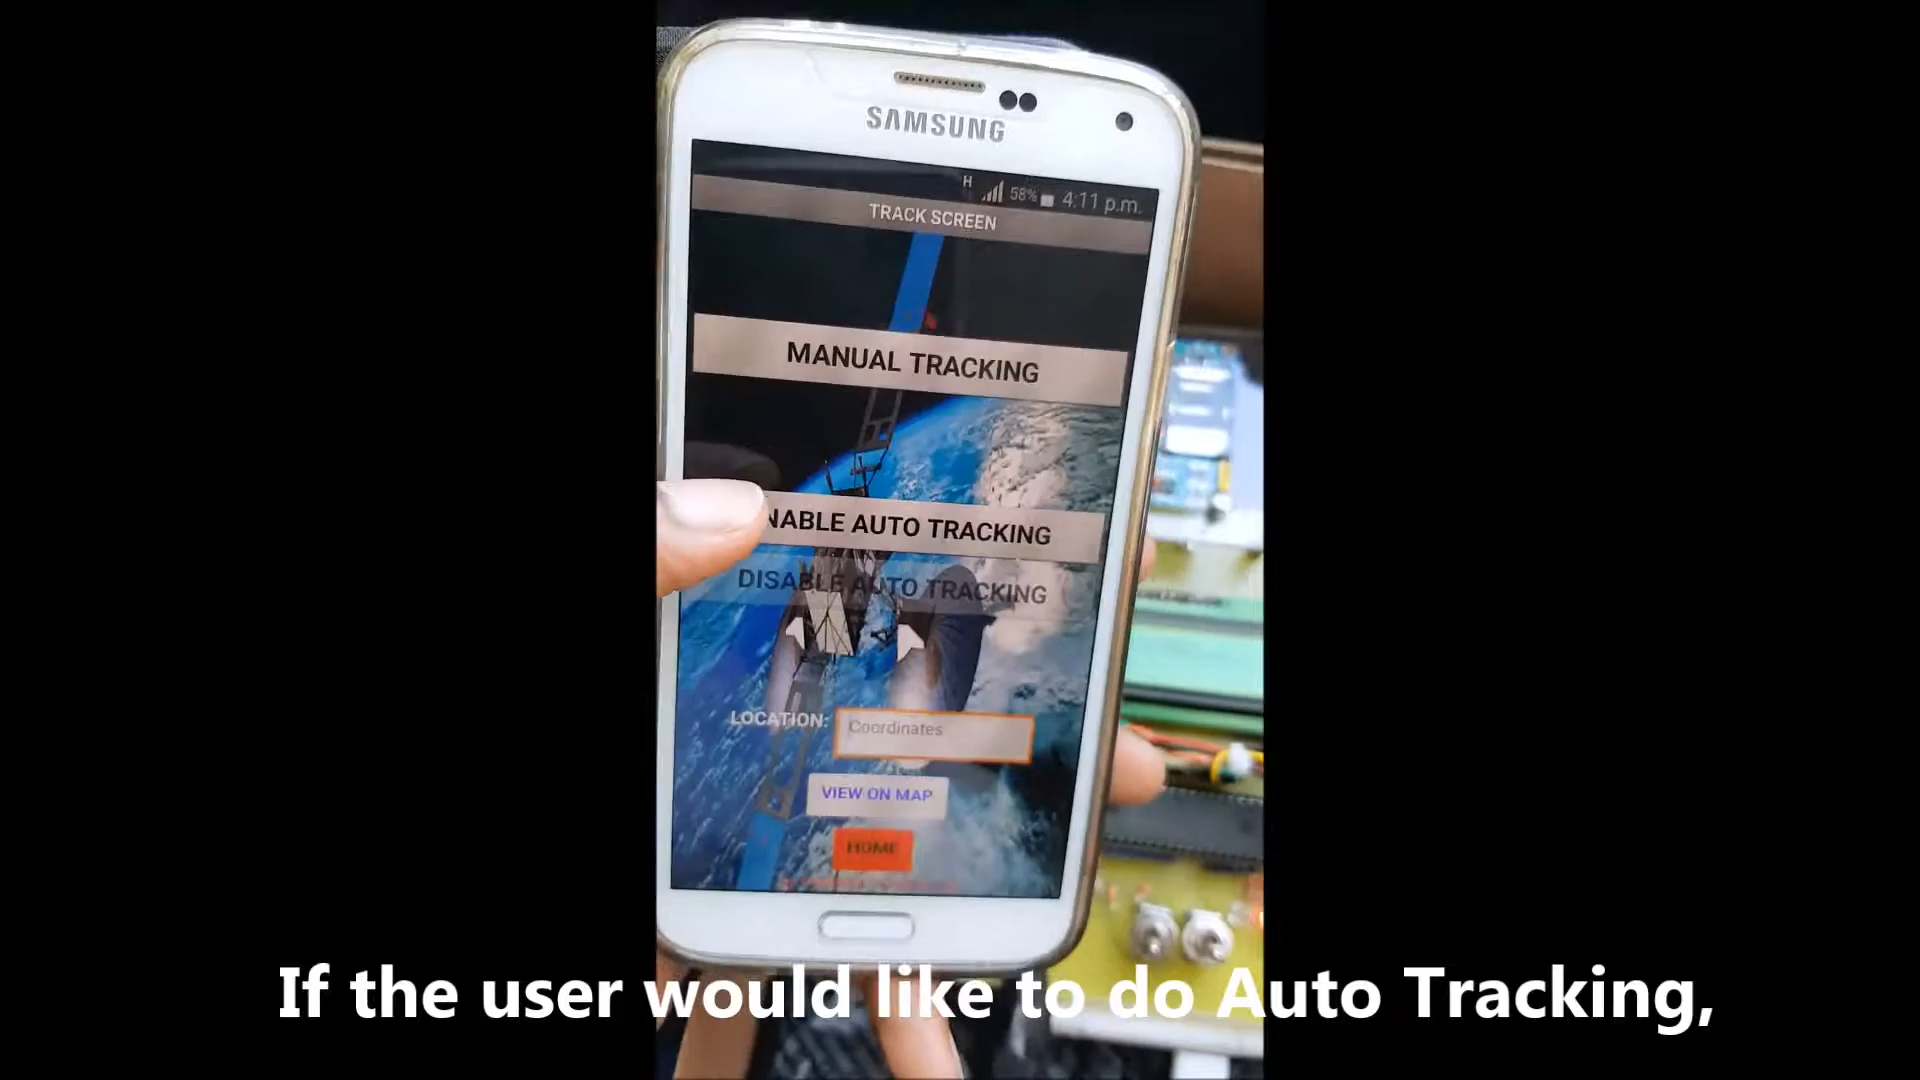 SAMSUNG
H 58% 4:11 p.m.
TRACK SCREEN
MANUAL TRACKING
NABLE AUTO TRACKING
DISABLE AUTO TRACKING
LOCATION: Coordinates
VIEW ON MAP
HOME
If the user would like to do Auto Tracking,